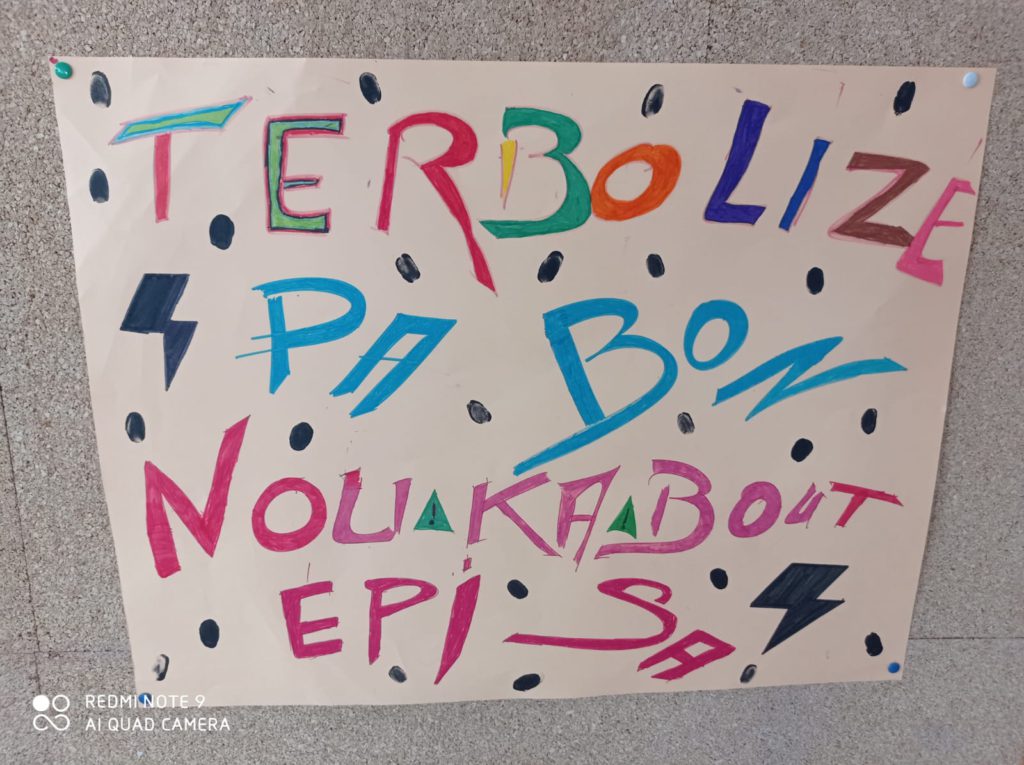 TERBOLIZE
PA BON
NOU KA BOUT
EPI SA
REDMI NOTE 9
AI QUAD CAMERA